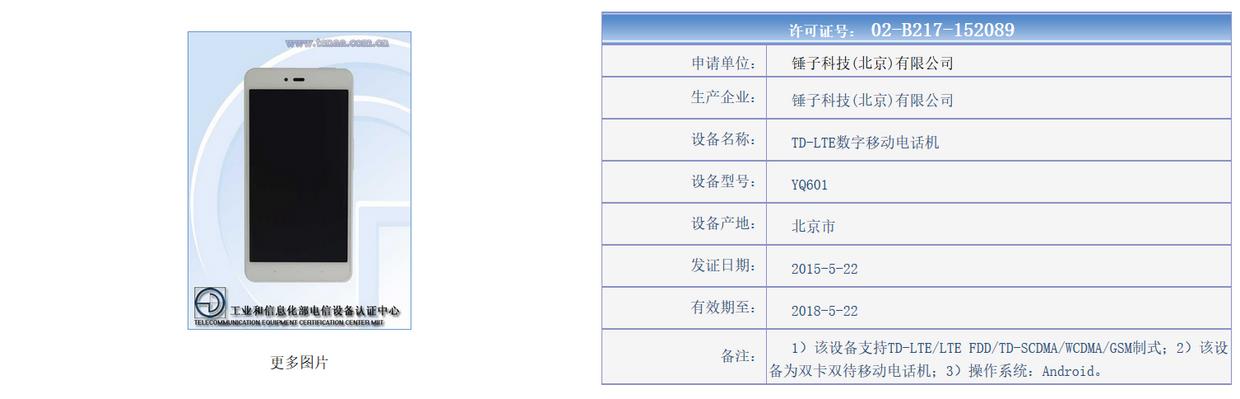 www.tenaa.com.cn
工业和信息化部电信设备认证中心
TELECOMMUNICATION EQUIPMENT CERTIFICATION CENTER MIIT
更多图片
许可证号： 02-B217-152089
申请单位： 锤子科技(北京)有限公司
生产企业： 锤子科技(北京)有限公司
设备名称： TD-LTE数字移动电话机
设备型号： YQ601
设备产地： 北京市
发证日期： 2015-5-22
有效期至： 2018-5-22
备注： 1）该设备支持TD-LTE/LTE FDD/TD-SCDMA/WCDMA/GSM制式；2）该设
备为双卡双待移动电话机；3）操作系统：Android。